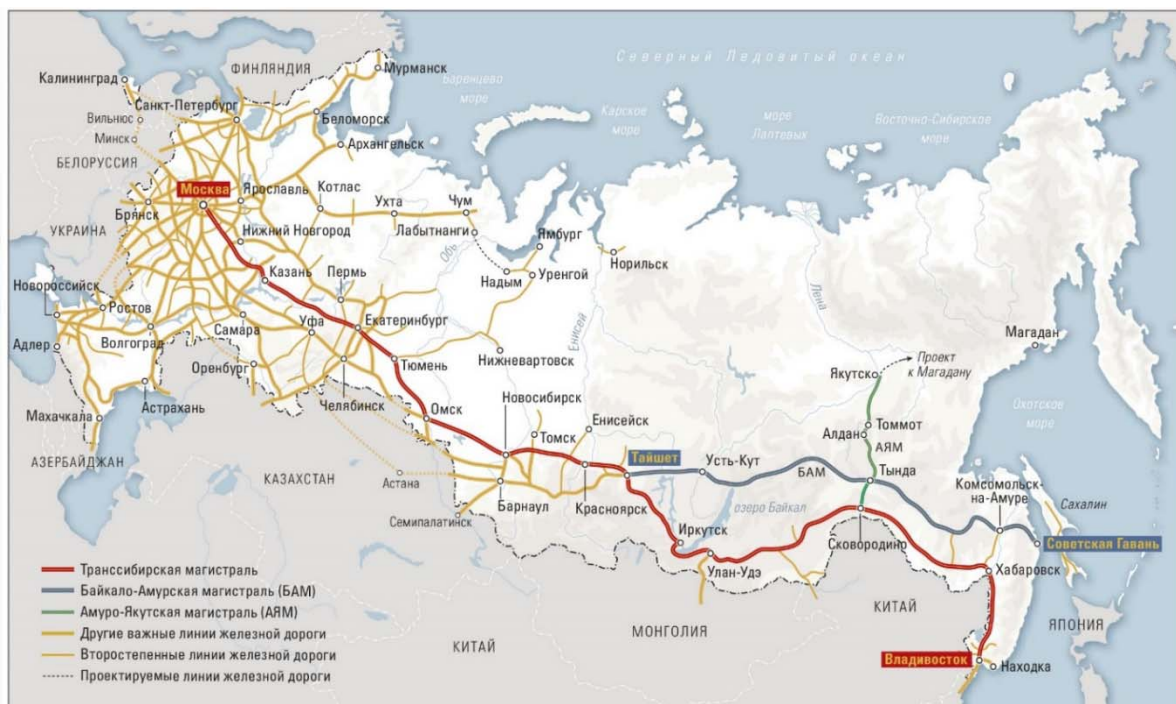 Северный Ледовитый океан
Баренцево
море
Карское
море
море
Лаптевых
Восточно-Сибирское
море
ФИНЛЯНДИЯ
Мурманск
Калининград
Санкт-Петербург
Вильнюс
Беломорск
Минск
Архангельск
БЕЛОРУССИЯ
Москва
Ярославль
Котлас
Ухта
Чум
Брянск
Лабытнанги
Ямбург
УКРАИНА
Нижний Новгород
Обь
Норильск
Надым
Уренгой
Казань
Пермь
Новороссийск
Ростов
Самара
Уфа
Екатеринбург
Енисей
Лена
Магадан
Адлер
Волгоград
Оренбург
Тюмень
Нижневартовск
Проект
к Магадану
Якутск
Челябинск
Астрахань
Омск
Новосибирск
Махачкала
Томск
Енисейск
Томмот
Алдан
АЯМ
Охотское
море
АЗЕРБАЙДЖАН
КАЗАХСТАН
Астана
Тайшет
Усть-Кут
БАМ
Тында
Барнаул
Красноярск
Комсомольск-
на-Амуре
Сахалин
Семипалатинск
озеро Байкал
Иркутск
Сковородино
Советская Гавань
Улан-Удэ
Хабаровск
Транссибирская магистраль
Байкало-Амурская магистраль (БАМ)
Амуро-Якутская магистраль (АЯМ)
Другие важные линии железной дороги
Второстепенные линии железной дороги
Проектируемые линии железной дороги
КИТАЙ
МОНГОЛИЯ
КИТАЙ
ЯПОНИЯ
Владивосток
Находка